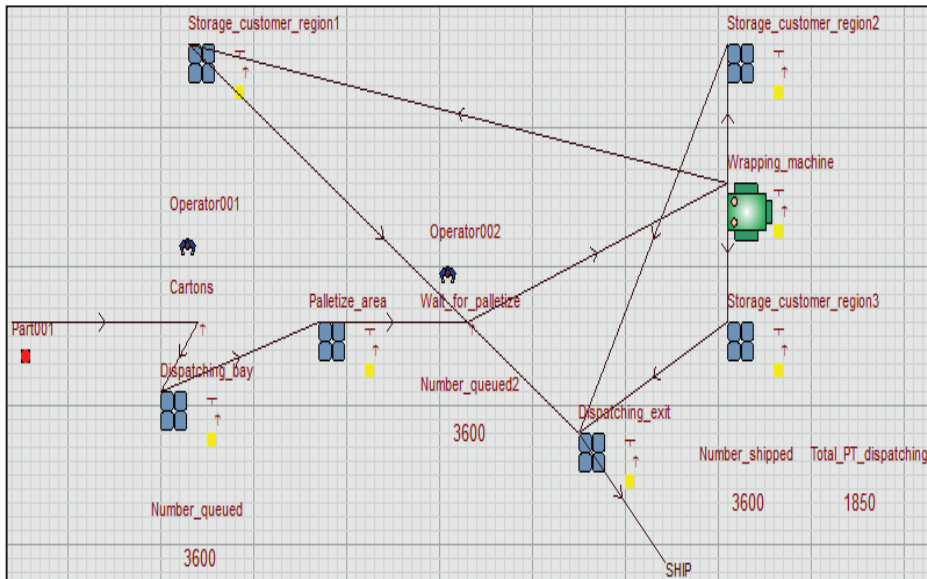 Storage_customer_region1
Storage_customer_region2
Wrapping_machine
Operator001
Operator002
Cartons
Palletize_area
Wait_for_palletize
Storage_customer_region3
Part001
Dispatching_bay
Number_queued2
Dispatching_exit
3600
Number_shipped
Total_PT_dispatching
3600
1850
Number_queued
3600
SHIP